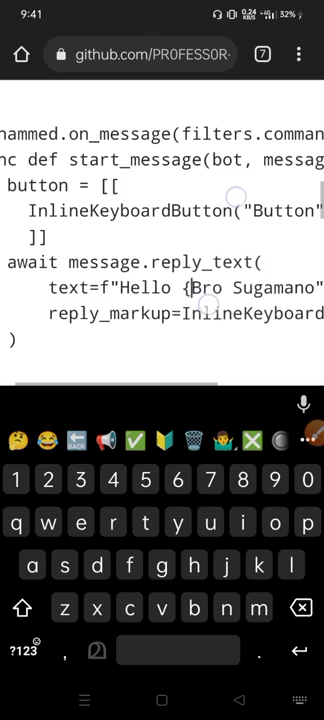 9:41 0.24 KB/S 4G 32%
github.com/PR0FESS0R- 7
hammed.on_message(filters.comman
nc def start_message(bot, messag
button = [[
InlineKeyboardButton("Button"
]]
await message.reply_text(
text=f"Hello {Bro Sugamano"
reply_markup=InlineKeyboard
)
1 2 3 4 5 6 7 8 9 0
q w e r t y u i o p
a s d f g h j k l
z x c v b n m
?123 , മ .